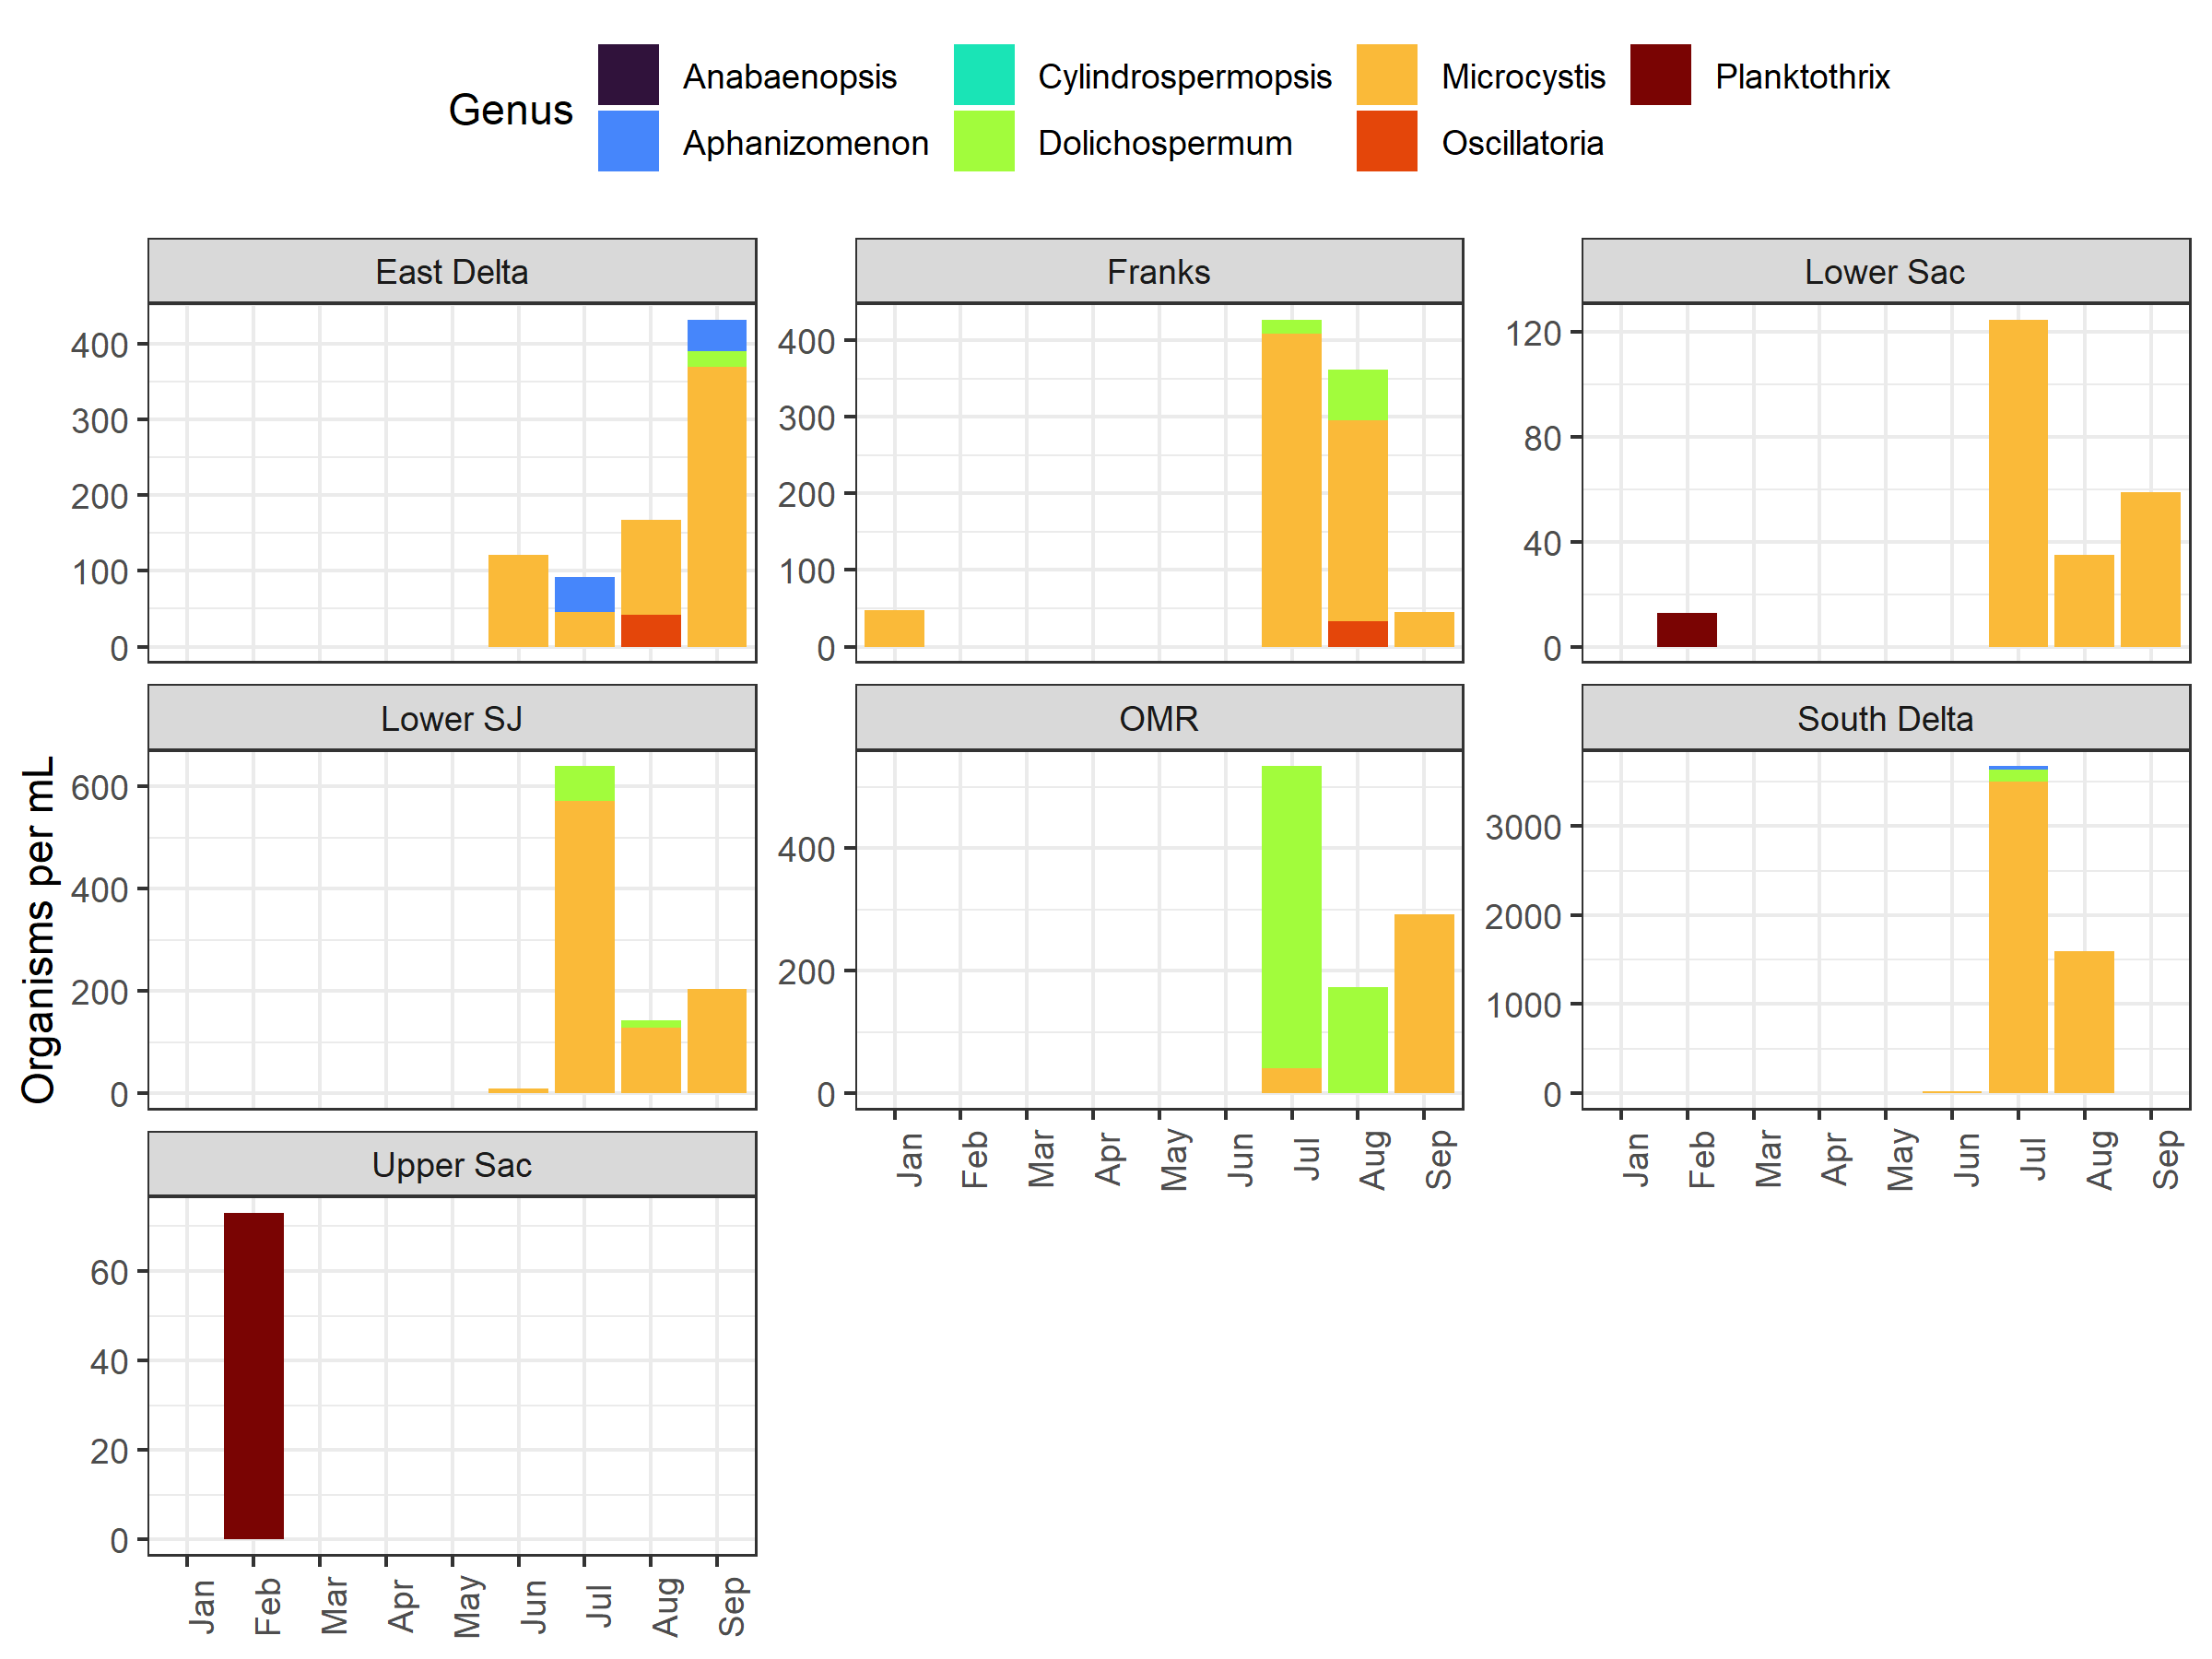 Genus
Anabaenopsis
Cylindrospermopsis
Microcystis
Planktothrix
Aphanizomenon
Dolichospermum
Oscillatoria
Organisms per mL
East Delta
400
300
200
100
0
Franks
400
300
200
100
0
Lower Sac
120
80
40
0
Lower SJ
600
400
200
0
OMR
400
200
0
Jan Feb Mar Apr May Jun Jul Aug Sep
South Delta
3000
2000
1000
0
Jan Feb Mar Apr May Jun Jul Aug Sep
Upper Sac
60
40
20
0
Jan Feb Mar Apr May Jun Jul Aug Sep